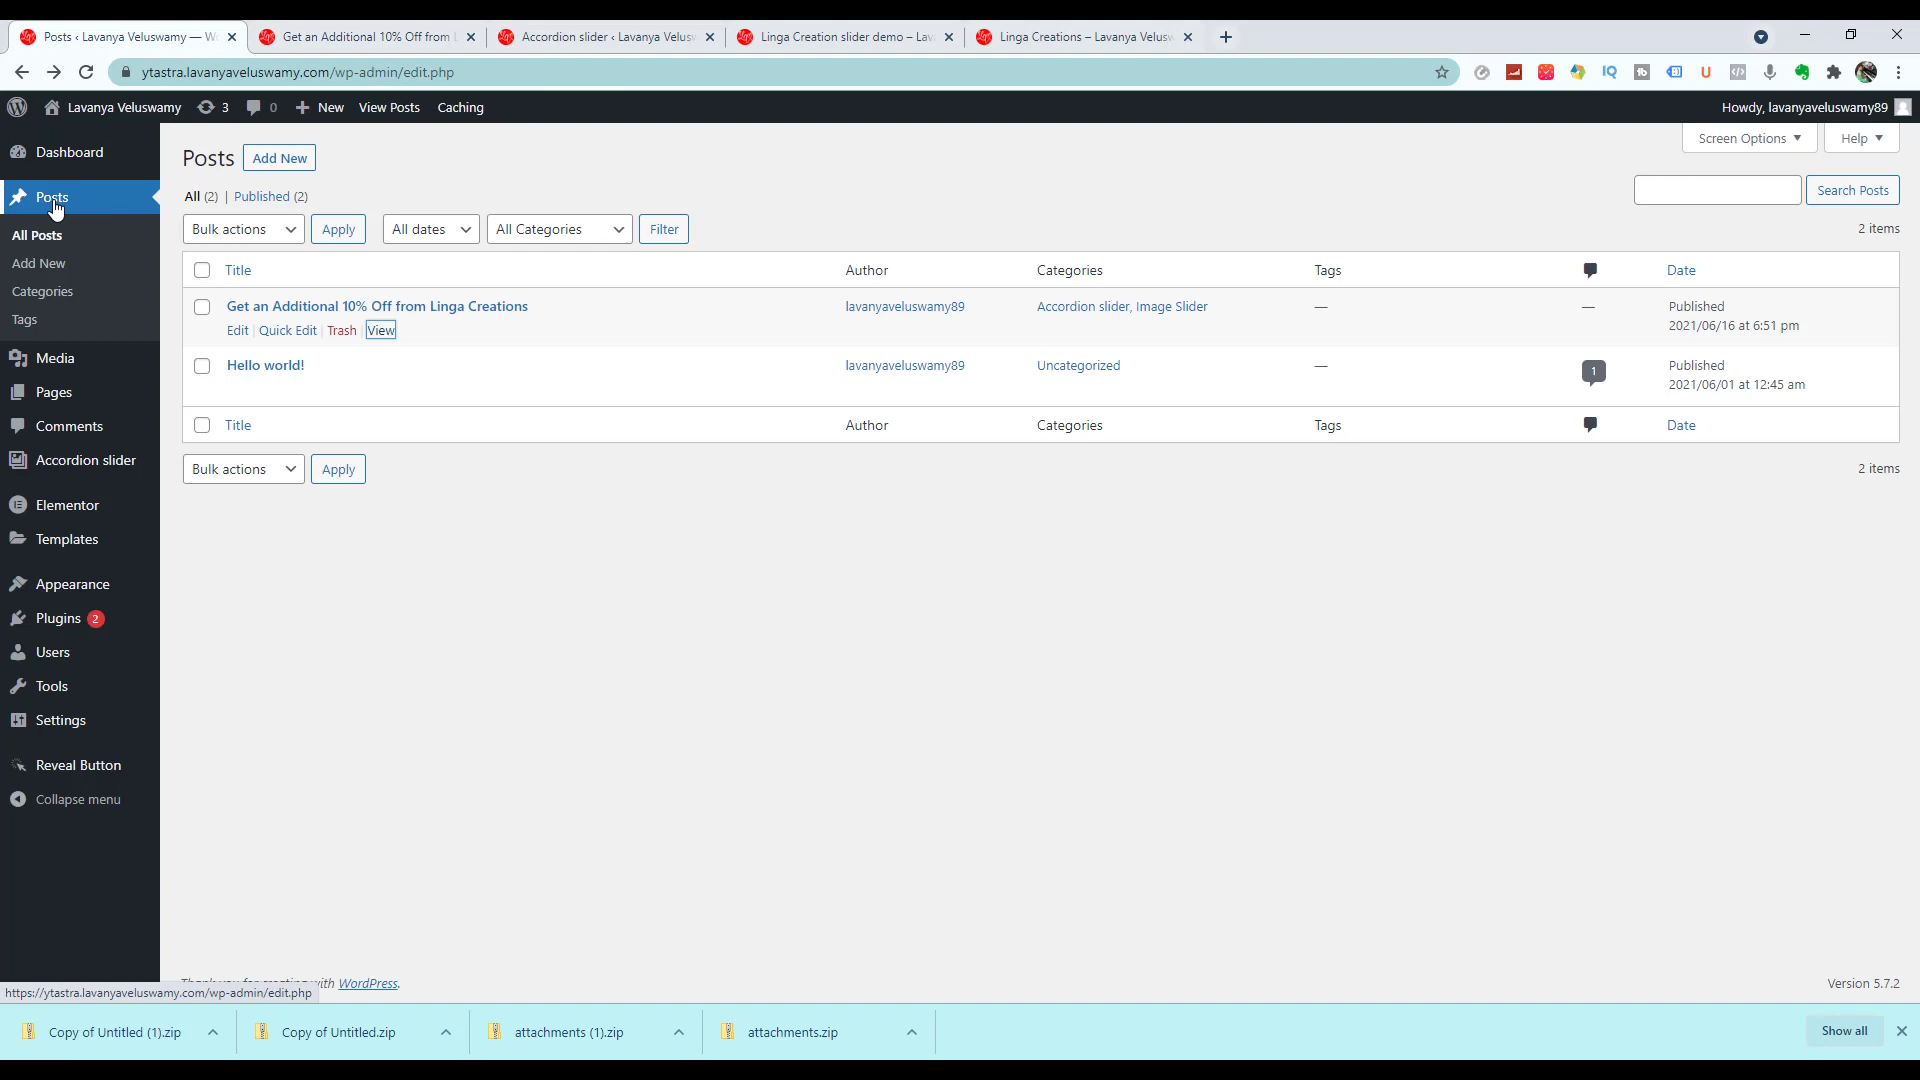 Posts ‹ Lavanya Veluswamy — W
Get an Additional 10% Off from
Accordion slider ‹ Lavanya Velus
Linga Creation slider demo – Lav
Linga Creations – Lavanya Velusw
ytastra.lavanyaveluswamy.com/wp-admin/edit.php
Lavanya Veluswamy 3 0 New View Posts Caching
Howdy, lavanyaveluswamy89
Dashboard
Posts
All Posts
Add New
Categories
Tags
Media
Pages
Comments
Accordion slider
Elementor
Templates
Appearance
Plugins 2
Users
Tools
Settings
Reveal Button
Collapse menu
Screen Options
Help
Posts Add New
All (2) | Published (2)
Search Posts
Bulk actions Apply All dates All Categories Filter
2 items
Title Author Categories Tags Date
Get an Additional 10% Off from Linga Creations lavanyaveluswamy89 Accordion slider, Image Slider — — Published
Edit | Quick Edit | Trash | View 2021/06/16 at 6:51 pm
Hello world! lavanyaveluswamy89 Uncategorized — 1 Published
2021/06/01 at 12:45 am
Title Author Categories Tags Date
Bulk actions Apply
2 items
Thank you for creating with WordPress.
Version 5.7.2
https://ytastra.lavanyaveluswamy.com/wp-admin/edit.php
Copy of Untitled (1).zip
Copy of Untitled.zip
attachments (1).zip
attachments.zip
Show all